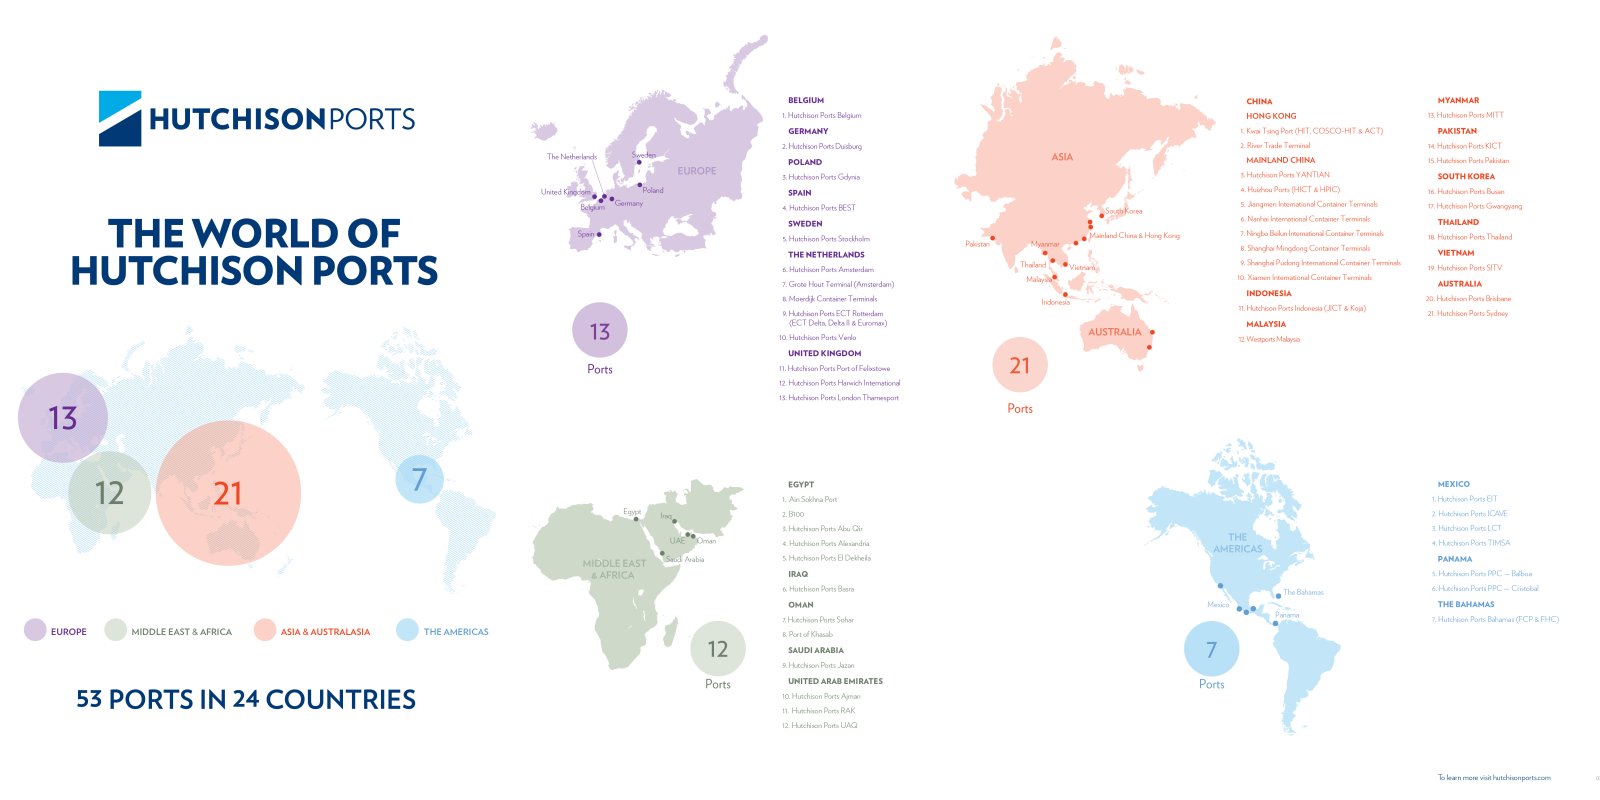 HUTCHISON PORTS
THE WORLD OF
HUTCHISON PORTS
13
12
21
7
EUROPE
MIDDLE EAST & AFRICA
ASIA & AUSTRALASIA
THE AMERICAS
53 PORTS IN 24 COUNTRIES
EUROPE
The Netherlands
Sweden
United Kingdom
Poland
Belgium
Germany
Spain
13
Ports
BELGIUM
1. Hutchison Ports Belgium
GERMANY
2. Hutchison Ports Duisburg
POLAND
3. Hutchison Ports Gdynia
SPAIN
4. Hutchison Ports BEST
SWEDEN
5. Hutchison Ports Stockholm
THE NETHERLANDS
6. Hutchison Ports Amsterdam
7. Grote Hout Terminal (Amsterdam)
8. Moerdijk Container Terminals
9. Hutchison Ports ECT Rotterdam
(ECT Delta, Delta II & Euromax)
10. Hutchison Ports Venlo
UNITED KINGDOM
11. Hutchison Ports Port of Felixstowe
12. Hutchison Ports Harwich International
13. Hutchison Ports London Thamesport
ASIA
South Korea
Mainland China & Hong Kong
Pakistan
Myanmar
Thailand
Vietnam
Malaysia
Indonesia
AUSTRALIA
21
Ports
CHINA
HONG KONG
1. Kwai Tsing Port (HIT, COSCO-HIT & ACT)
2. River Trade Terminal
MAINLAND CHINA
3. Hutchison Ports YANTIAN
4. Huizhou Ports (HICT & HPIC)
5. Jiangmen International Container Terminals
6. Nanhai International Container Terminals
7. Ningbo Beilun International Container Terminals
8. Shanghai Mingdong Container Terminals
9. Shanghai Pudong International Container Terminals
10. Xiamen International Container Terminals
INDONESIA
11. Hutchison Ports Indonesia (JICT & Koja)
MALAYSIA
12. Westports Malaysia
MYANMAR
13. Hutchison Ports MITT
PAKISTAN
14. Hutchison Ports KICT
15. Hutchison Ports Pakistan
SOUTH KOREA
16. Hutchison Ports Busan
17. Hutchison Ports Gwangyang
THAILAND
18. Hutchison Ports Thailand
VIETNAM
19. Hutchison Ports SITV
AUSTRALIA
20. Hutchison Ports Brisbane
21. Hutchison Ports Sydney
Egypt
Iraq
UAE
Oman
Saudi Arabia
MIDDLE EAST
& AFRICA
12
Ports
EGYPT
1. Ain Sokhna Port
2. B100
3. Hutchison Ports Abu Qir
4. Hutchison Ports Alexandria
5. Hutchison Ports El Dekheila
IRAQ
6. Hutchison Ports Basra
OMAN
7. Hutchison Ports Sohar
8. Port of Khasab
SAUDI ARABIA
9. Hutchison Ports Jazan
UNITED ARAB EMIRATES
10. Hutchison Ports Ajman
11. Hutchison Ports RAK
12. Hutchison Ports UAQ
THE
AMERICAS
The Bahamas
Mexico
Panama
7
Ports
MEXICO
1. Hutchison Ports EIT
2. Hutchison Ports ICAVE
3. Hutchison Ports LCT
4. Hutchison Ports TIMSA
PANAMA
5. Hutchison Ports PPC – Balboa
6. Hutchison Ports PPC – Cristobal
THE BAHAMAS
7. Hutchison Ports Bahamas (FCP & FHC)
To learn more visit hutchisonports.com